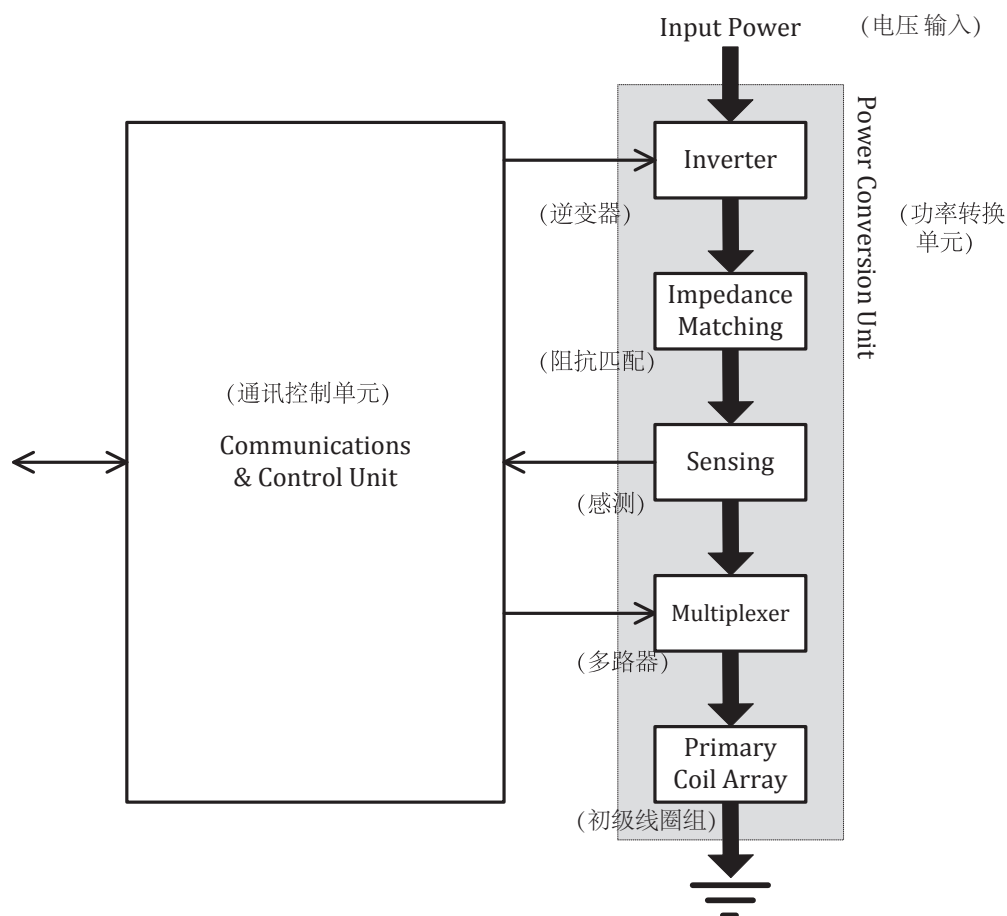 Input Power
(电压 输入)
Inverter
(逆变器)
Power Conversion Unit
(功率转换
单元)
Impedance
Matching
(阻抗匹配)
(通讯控制单元)
Communications
& Control Unit
Sensing
(感测)
Multiplexer
(多路器)
Primary
Coil Array
(初级线圈组)